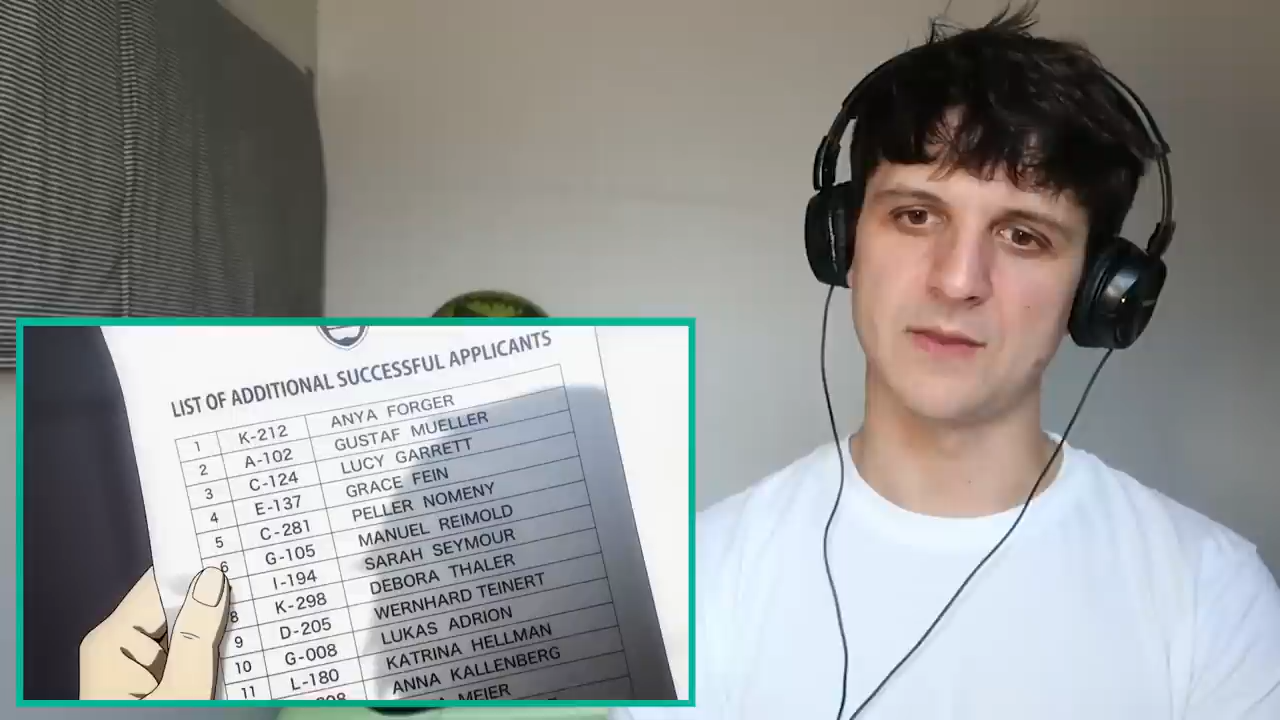 LIST OF ADDITIONAL SUCCESSFUL APPLICANTS
1 K-212 ANYA FORGER
2 A-102 GUSTAF MUELLER
3 C-124 LUCY GARRETT
4 E-137 GRACE FEIN
5 C-281 PELLER NOMENY
6 G-105 MANUEL REIMOLD
I-194 SARAH SEYMOUR
8 K-298 DEBORA THALER
9 D-205 WERNHARD TEINERT
10 G-008 LUKAS ADRION
11 L-180 KATRINA HELLMAN
ANNA KALLENBERG
MEIER